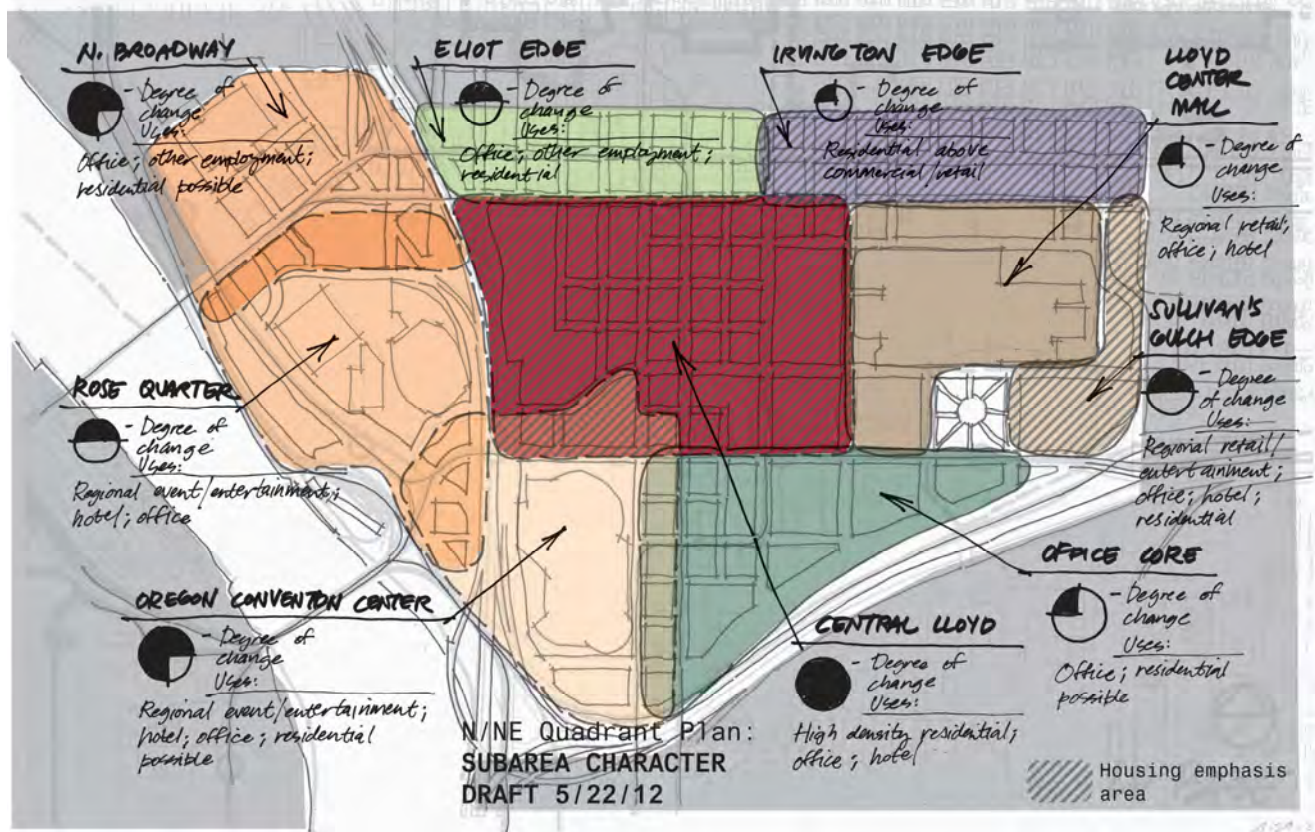 N. BROADWAY
- Degree of
change
Uses:
Office; other employment;
residential possible
ELIOT EDGE
- Degree of
change
Uses:
Office; other employment;
residential
IRVINGTON EDGE
- Degree of
change
Uses:
Residential above
commercial/retail
LLOYD
CENTER
MALL
- Degree of
change
Uses:
Regional retail;
office; hotel
SULLIVAN'S
GULCH EDGE
- Degree
of change
Uses:
Regional retail/
entertainment;
office; hotel;
residential
ROSE QUARTER
- Degree of
change
Uses:
Regional event/entertainment;
hotel; office
OFFICE CORE
- Degree of
change
Uses:
Office; residential
possible
OREGON CONVENTON CENTER
- Degree of
change
Uses:
Regional event/entertainment;
hotel; office; residential
possible
CENTRAL LLOYD
- Degree of
change
Uses:
High density residential;
office; hotel
N/NE Quadrant Plan:
SUBAREA CHARACTER
DRAFT 5/22/12
Housing emphasis
area